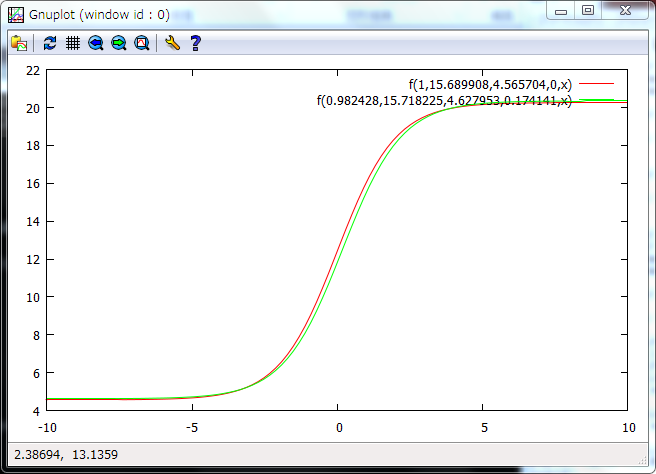 Gnuplot (window id : 0)
22
f(1,15.689908,4.565704,0,x)
f(0.982428,15.718225,4.627953,0.174141,x)
20
18
16
14
12
10
8
6
4
-10 -5 0 5 10
2.38694, 13.1359